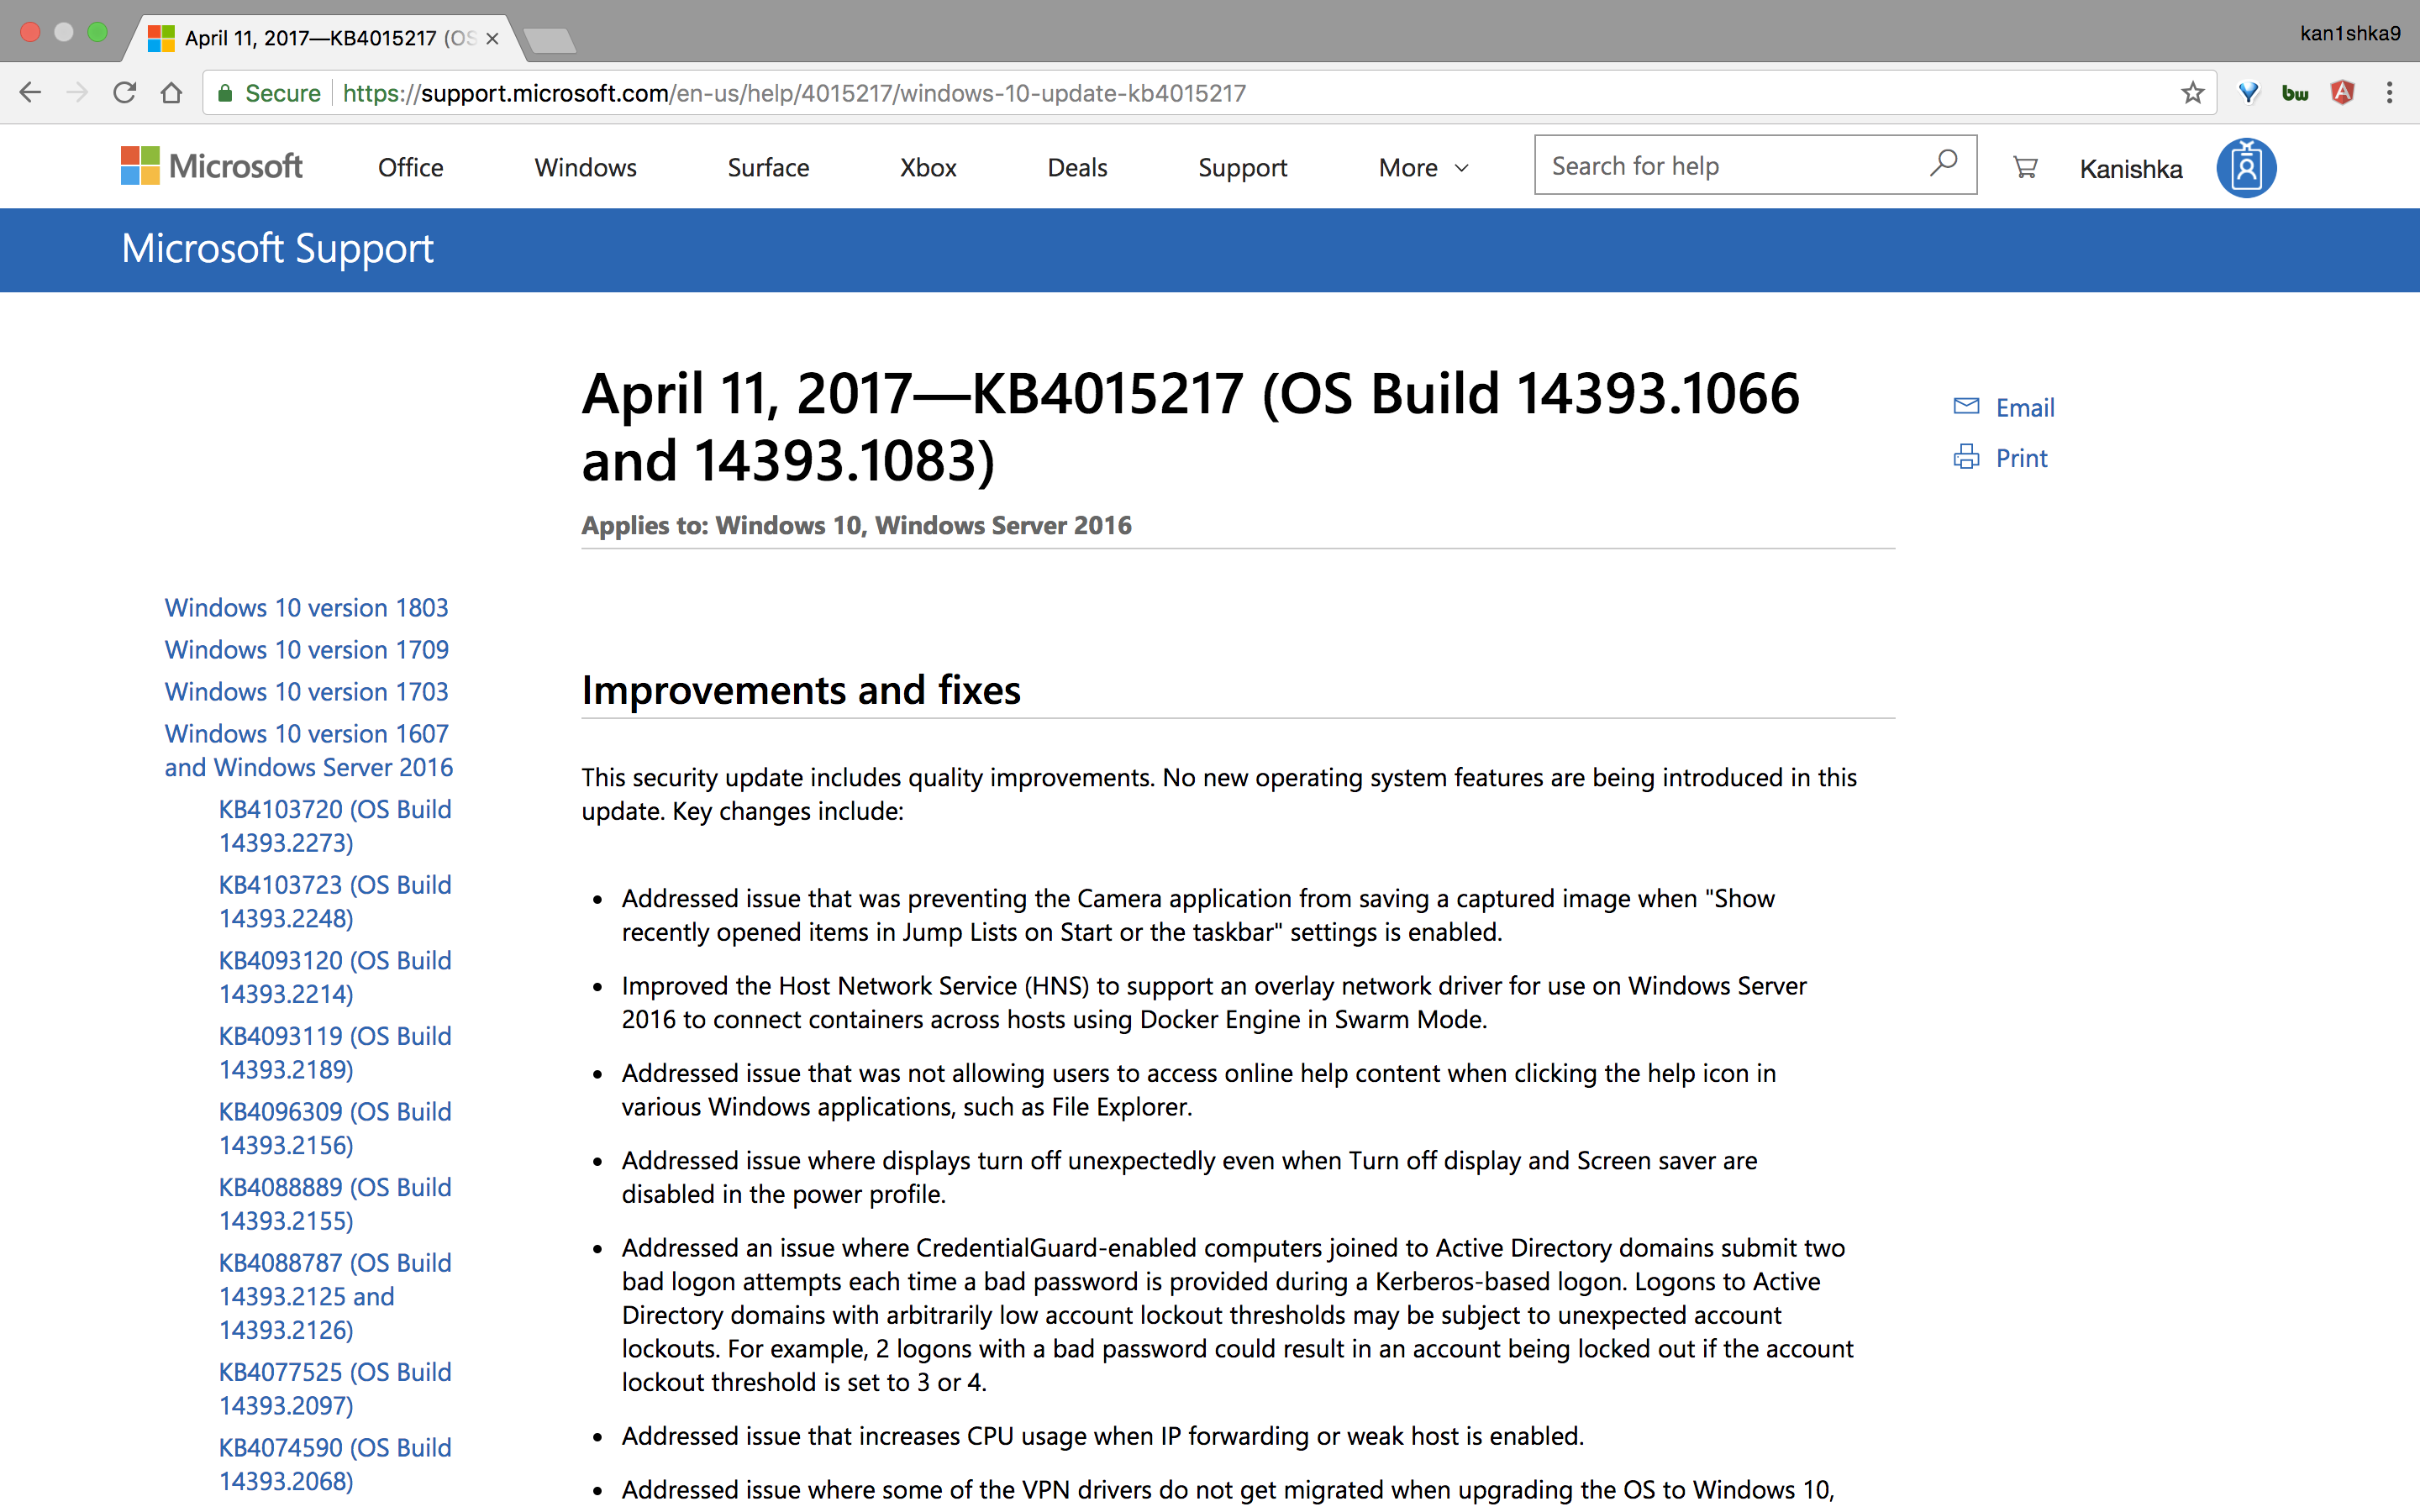 April 11, 2017—KB4015217 (OS
kan1shka9
Secure
https://support.microsoft.com/en-us/help/4015217/windows-10-update-kb4015217
bw
A
Microsoft
Office
Windows
Surface
Xbox
Deals
Support
More
Search for help
Kanishka
Microsoft Support
April 11, 2017—KB4015217 (OS Build 14393.1066
and 14393.1083)
Applies to: Windows 10, Windows Server 2016
Email
Print
Windows 10 version 1803
Windows 10 version 1709
Windows 10 version 1703
Windows 10 version 1607
and Windows Server 2016
KB4103720 (OS Build
14393.2273)
KB4103723 (OS Build
14393.2248)
KB4093120 (OS Build
14393.2214)
KB4093119 (OS Build
14393.2189)
KB4096309 (OS Build
14393.2156)
KB4088889 (OS Build
14393.2155)
KB4088787 (OS Build
14393.2125 and
14393.2126)
KB4077525 (OS Build
14393.2097)
KB4074590 (OS Build
14393.2068)
Improvements and fixes
This security update includes quality improvements. No new operating system features are being introduced in this
update. Key changes include:
• Addressed issue that was preventing the Camera application from saving a captured image when "Show
recently opened items in Jump Lists on Start or the taskbar" settings is enabled.
• Improved the Host Network Service (HNS) to support an overlay network driver for use on Windows Server
2016 to connect containers across hosts using Docker Engine in Swarm Mode.
• Addressed issue that was not allowing users to access online help content when clicking the help icon in
various Windows applications, such as File Explorer.
• Addressed issue where displays turn off unexpectedly even when Turn off display and Screen saver are
disabled in the power profile.
• Addressed an issue where CredentialGuard-enabled computers joined to Active Directory domains submit two
bad logon attempts each time a bad password is provided during a Kerberos-based logon. Logons to Active
Directory domains with arbitrarily low account lockout thresholds may be subject to unexpected account
lockouts. For example, 2 logons with a bad password could result in an account being locked out if the account
lockout threshold is set to 3 or 4.
• Addressed issue that increases CPU usage when IP forwarding or weak host is enabled.
• Addressed issue where some of the VPN drivers do not get migrated when upgrading the OS to Windows 10,